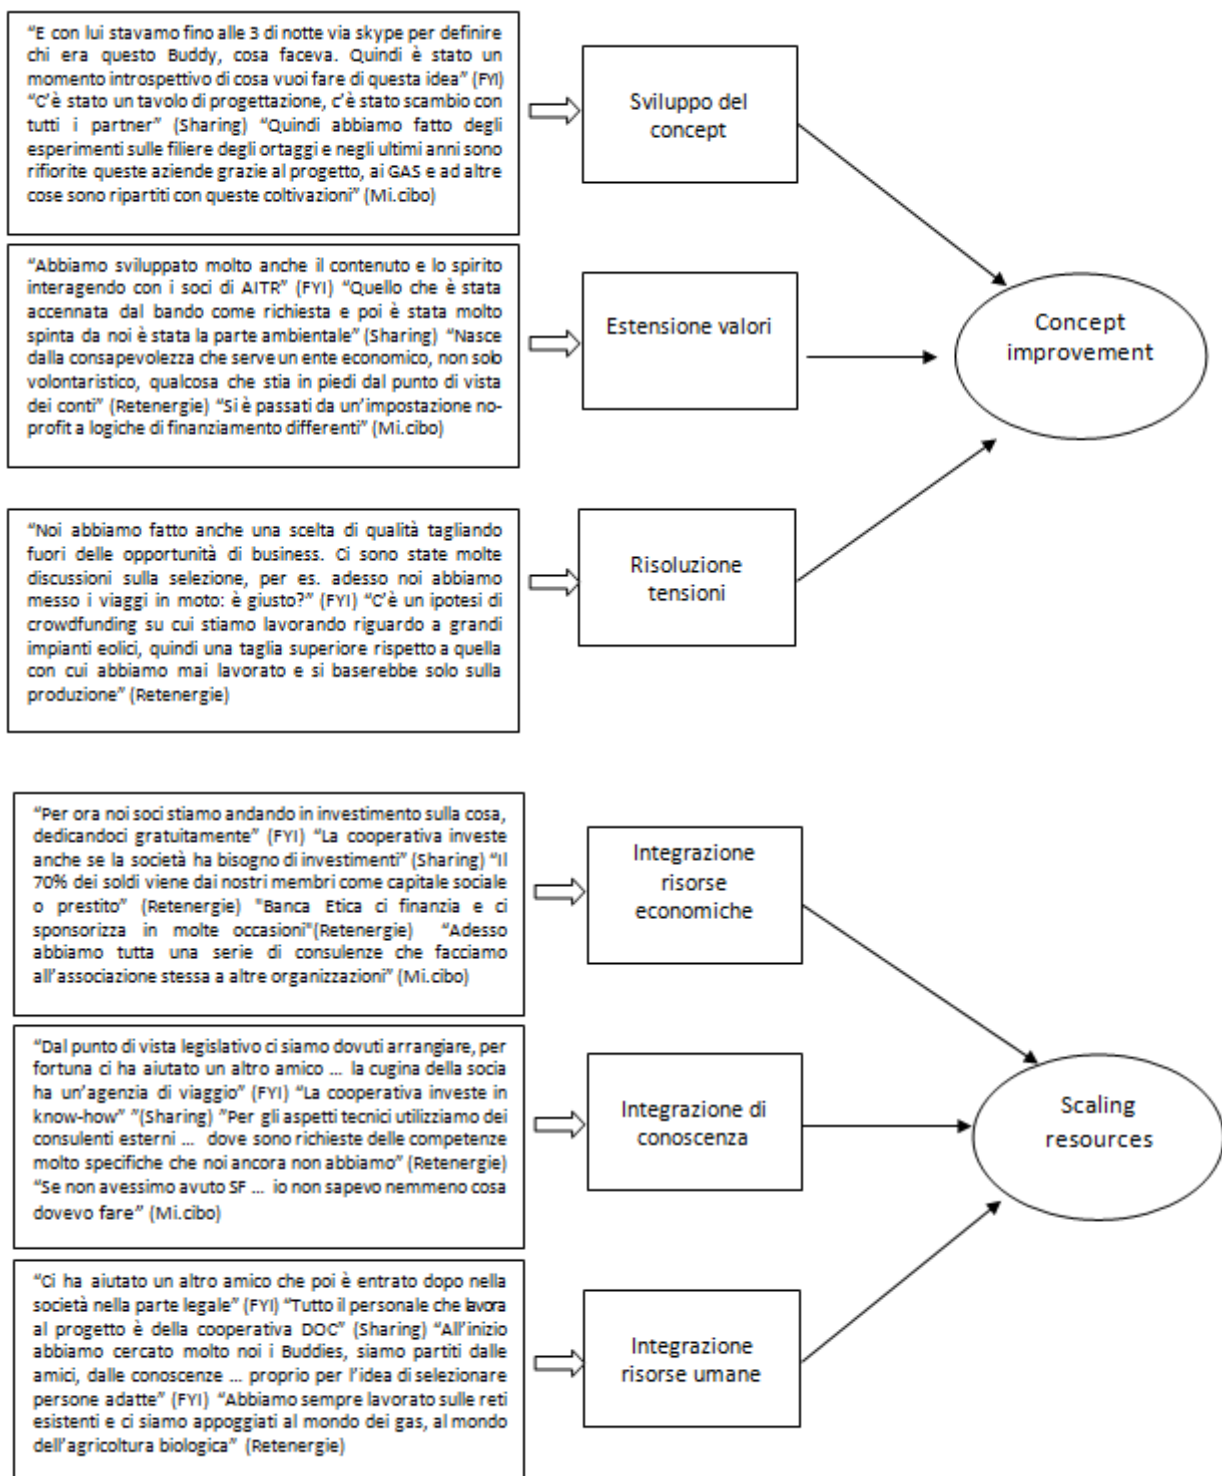 “E con lui stavamo fino alle 3 di notte via skype per definire
chi era questo Buddy, cosa faceva. Quindi è stato un
momento introspettivo di cosa vuoi fare di questa idea” (FYI)
“C’è stato un tavolo di progettazione, c’è stato scambio con
tutti i partner” (Sharing) “Quindi abbiamo fatto degli
esperimenti sulle filiere degli ortaggi e negli ultimi anni sono
rifiorite queste aziende grazie al progetto, ai GAS e ad altre
cose sono ripartiti con queste coltivazioni” (Mi.cibo)
Sviluppo del
concept
“Abbiamo sviluppato molto anche il contenuto e lo spirito
interagendo con i soci di AITR” (FYI) “Quello che è stata
accennata dal bando come richiesta e poi è stata molto
spinta da noi è stata la parte ambientale” (Sharing) “Nasce
dalla consapevolezza che serve un ente economico, non solo
volontaristico, qualcosa che stia in piedi dal punto di vista
dei conti” (Retenergie) “Si è passati da un’impostazione no-
profit a logiche di finanziamento differenti” (Mi.cibo)
Estensione valori
Concept
improvement
“Noi abbiamo fatto anche una scelta di qualità tagliando
fuori delle opportunità di business. Ci sono state molte
discussioni sulla selezione, per es. adesso noi abbiamo
messo i viaggi in moto: è giusto?” (FYI) “C’è un ipotesi di
crowdfunding su cui stiamo lavorando riguardo a grandi
impianti eolici, quindi una taglia superiore rispetto a quella
con cui abbiamo mai lavorato e si baserebbe solo sulla
produzione” (Retenergie)
Risoluzione
tensioni
“Per ora noi soci stiamo andando in investimento sulla cosa,
dedicandoci gratuitamente” (FYI) “La cooperativa investe
anche se la società ha bisogno di investimenti” (Sharing) “Il
70% dei soldi viene dai nostri membri come capitale sociale
o prestito” (Retenergie) "Banca Etica ci finanzia e ci
sponsorizza in molte occasioni"(Retenergie) “Adesso
abbiamo tutta una serie di consulenze che facciamo
all’associazione stessa a altre organizzazioni” (Mi.cibo)
Integrazione
risorse
economiche
“Dal punto di vista legislativo ci siamo dovuti arrangiare, per
fortuna ci ha aiutato un altro amico ... la cugina della socia
ha un’agenzia di viaggio” (FYI) “La cooperativa investe in
know-how” ”(Sharing) ”Per gli aspetti tecnici utilizziamo dei
consulenti esterni ... dove sono richieste delle competenze
molto specifiche che noi ancora non abbiamo” (Retenergie)
“Se non avessimo avuto SF ... io non sapevo nemmeno cosa
dovevo fare” (Mi.cibo)
Integrazione di
conoscenza
Scaling
resources
“Ci ha aiutato un altro amico che poi è entrato dopo nella
società nella parte legale” (FYI) “Tutto il personale che lavora
al progetto è della cooperativa DOC” (Sharing) “All’inizio
abbiamo cercato molto noi i Buddies, siamo partiti dalle
amici, dalle conoscenze ... proprio per l’idea di selezionare
persone adatte” (FYI) “Abbiamo sempre lavorato sulle reti
esistenti e ci siamo appoggiati al mondo dei gas, al mondo
dell’agricoltura biologica” (Retenergie)
Integrazione
risorse umane